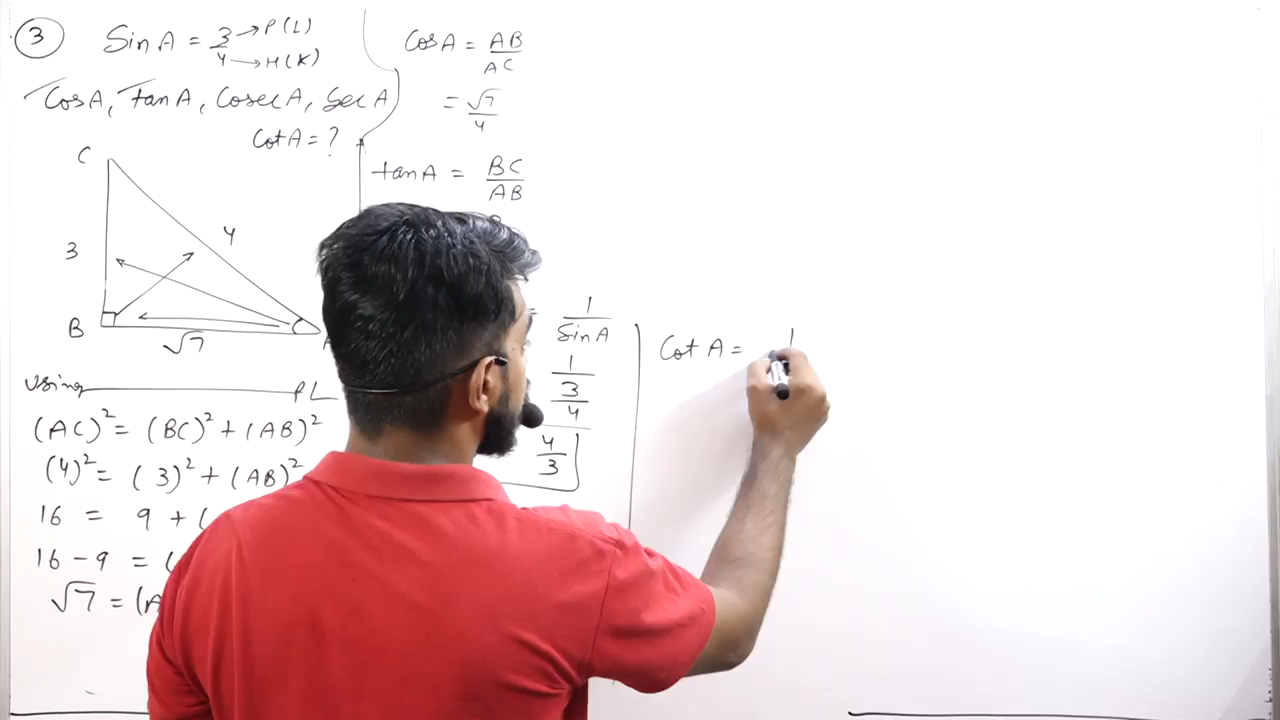 3 Sin A = 3/4 → P(L) → H(K)
Cos A, Tan A, Cosec A, Sec A
Cot A = ?
C
3
4
B
√7
Using PL
(AC)² = (BC)² + (AB)²
(4)² = (3)² + (AB)²
16 = 9 + (
16 - 9 = (
√7 = (A
Cos A = AB/AC
= √7/4
tan A = BC/AB
= 1/Sin A
1/(3/4)
4/3
Cot A = 1